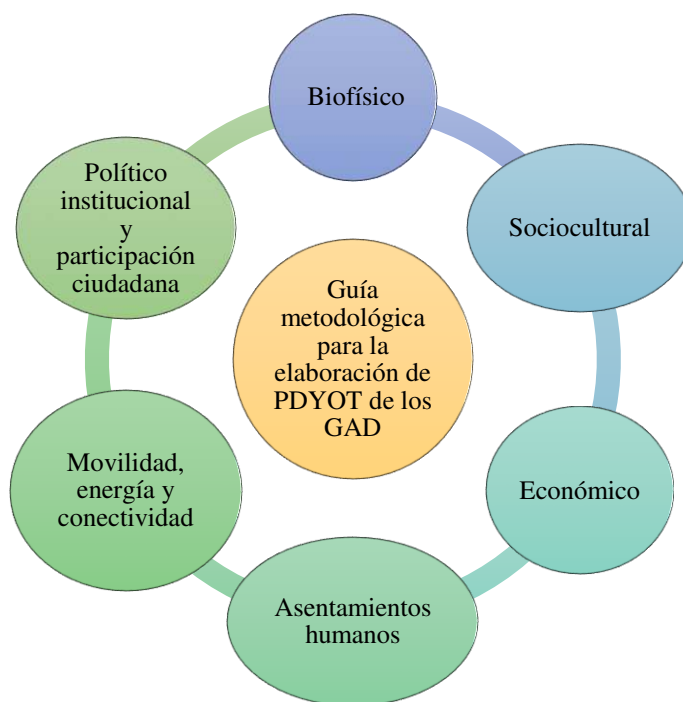 Biofísico
Sociocultural
Económico
Asentamientos
humanos
Movilidad,
energía y
conectividad
Político
institucional
y
participación
ciudadana
Guía
metodológica
para la
elaboración de
PDYOT de los
GAD